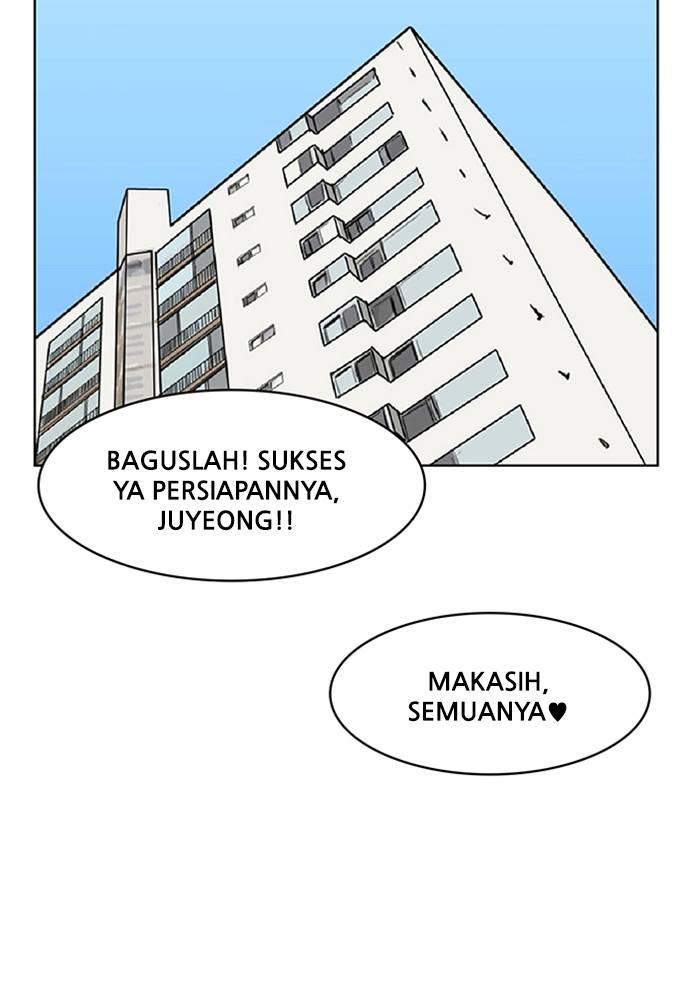 BAGUSLAH! SUKSES
YA PERSIAPANNYA,
JUYEONG!!
MAKASIH,
SEMUANYA♥